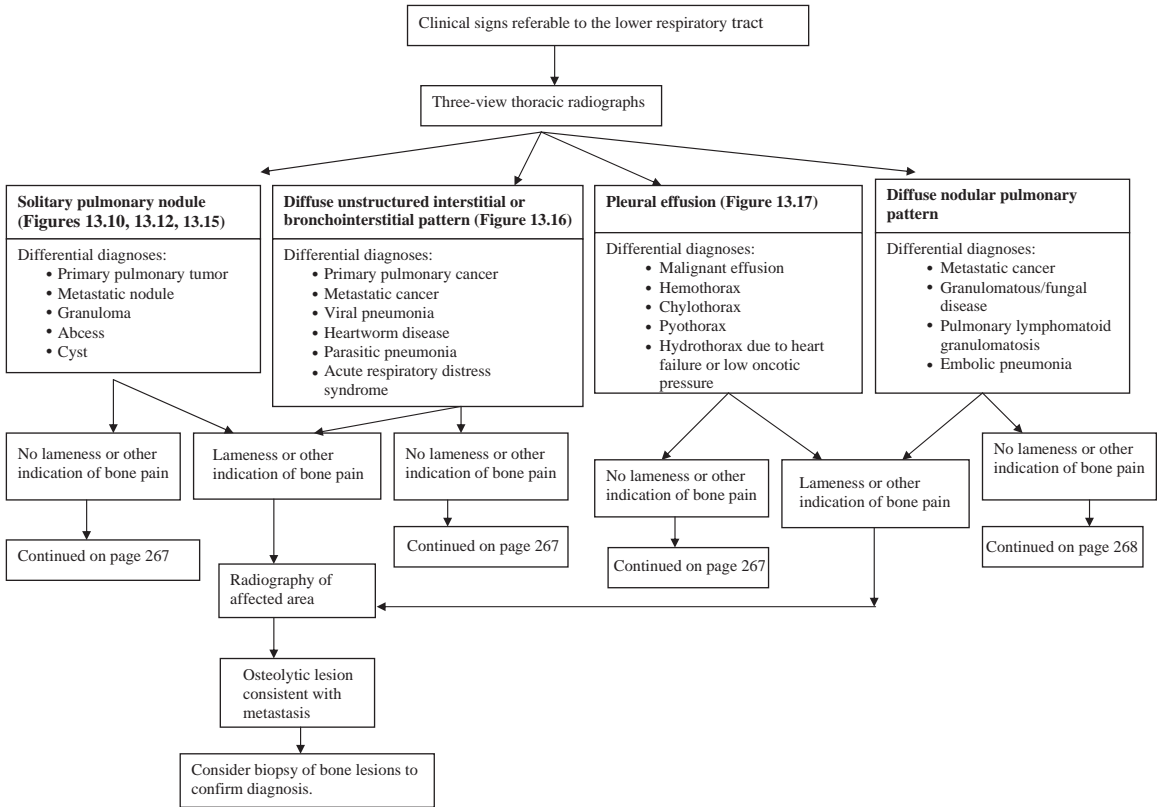 Clinical signs referable to the lower respiratory tract
Three-view thoracic radiographs
Solitary pulmonary nodule
(Figures 13.10, 13.12, 13.15)
Differential diagnoses:
• Primary pulmonary tumor
• Metastatic nodule
• Granuloma
• Abcess
• Cyst
Diffuse unstructured interstitial or
bronchointerstitial pattern (Figure 13.16)
Differential diagnoses:
• Primary pulmonary cancer
• Metastatic cancer
• Viral pneumonia
• Heartworm disease
• Parasitic pneumonia
• Acute respiratory distress
syndrome
Pleural effusion (Figure 13.17)
Differential diagnoses:
• Malignant effusion
• Hemothorax
• Chylothorax
• Pyothorax
• Hydrothorax due to heart
failure or low oncotic
pressure
Diffuse nodular pulmonary
pattern
Differential diagnoses:
• Metastatic cancer
• Granulomatous/fungal
disease
• Pulmonary lymphomatoid
granulomatosis
• Embolic pneumonia
No lameness or other
indication of bone pain
Lameness or other
indication of bone pain
No lameness or other
indication of bone pain
No lameness or other
indication of bone pain
Lameness or other
indication of bone pain
No lameness or other
indication of bone pain
Continued on page 267
Continued on page 267
Continued on page 267
Continued on page 268
Radiography of
affected area
Osteolytic lesion
consistent with
metastasis
Consider biopsy of bone lesions to
confirm diagnosis.